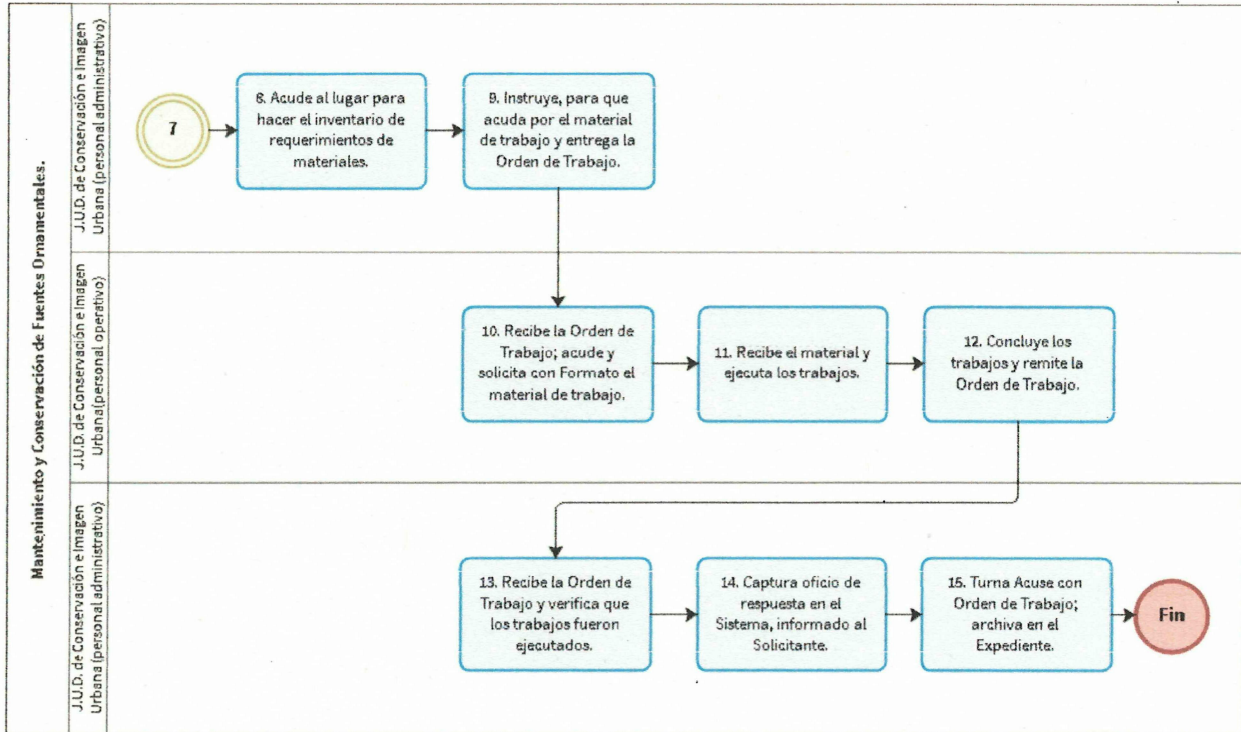 Mantenimiento y Conservación de Fuentes Ornamentales.
J.U.D. de Conservación e Imagen
Urbana (personal administrativo)
7
8. Acude al lugar para
hacer el inventario de
requerimientos de
materiales.
9. Instruye, para que
acuda por el material
de trabajo y entrega la
Orden de Trabajo.
J.U.D. de Conservación e Imagen
Urbana(personal operativo)
10. Recibe la Orden de
Trabajo; acude y
solicita con Formato el
material de trabajo.
11. Recibe el material y
ejecuta los trabajos.
12. Concluye los
trabajos y remite la
Orden de Trabajo.
J.U.D. de Conservación e Imagen
Urbana (personal administrativo)
13. Recibe la Orden de
Trabajo y verifica que
los trabajos fueron
ejecutados.
14. Captura oficio de
respuesta en el
Sistema, informado al
Solicitante.
15. Turna Acuse con
Orden de Trabajo;
archiva en el
Expediente.
Fin